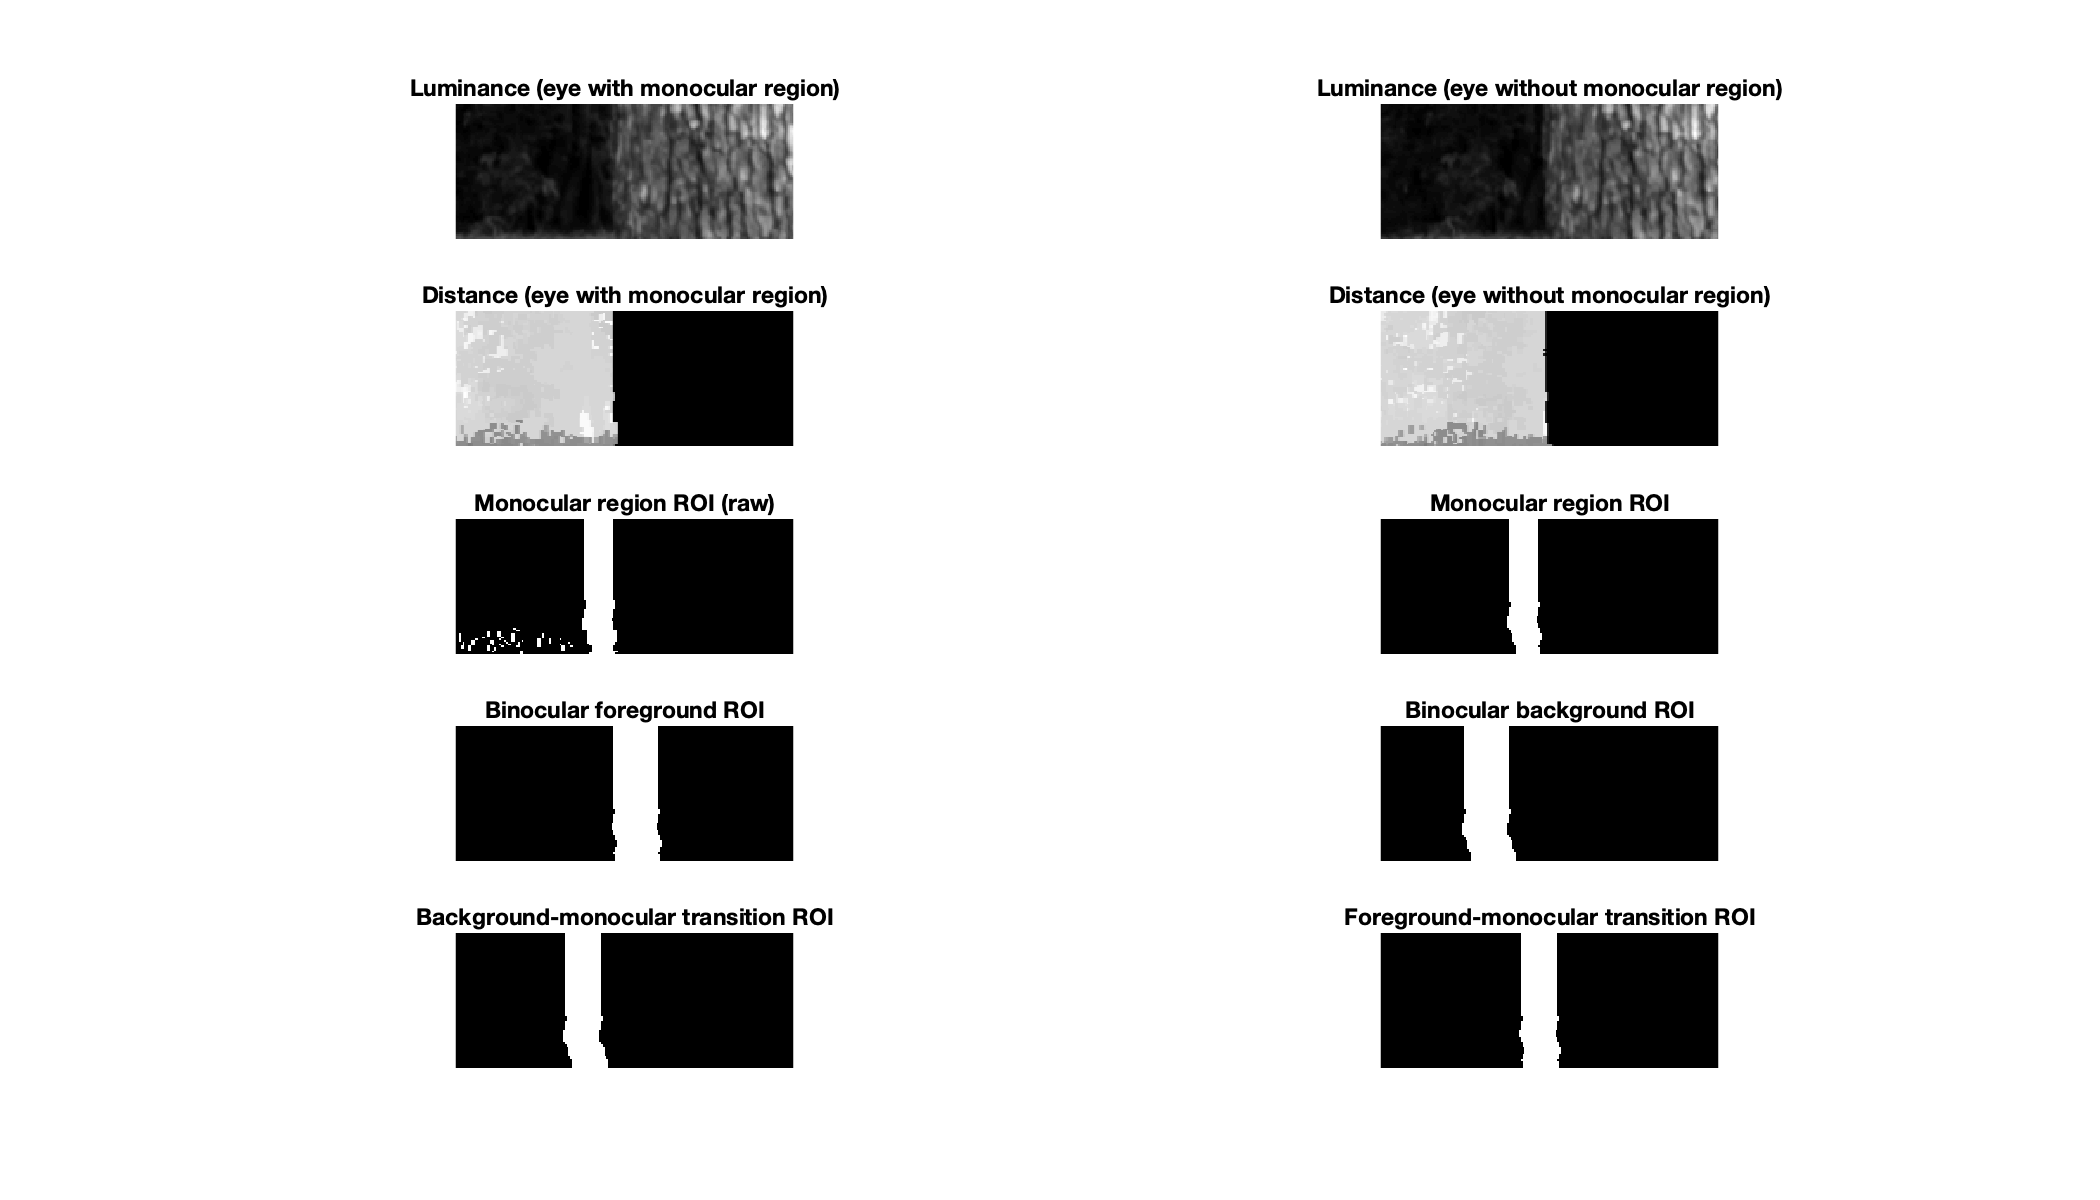 Luminance (eye with monocular region)
Luminance (eye without monocular region)
Distance (eye with monocular region)
Distance (eye without monocular region)
Monocular region ROI (raw)
Monocular region ROI
Binocular foreground ROI
Binocular background ROI
Background-monocular transition ROI
Foreground-monocular transition ROI